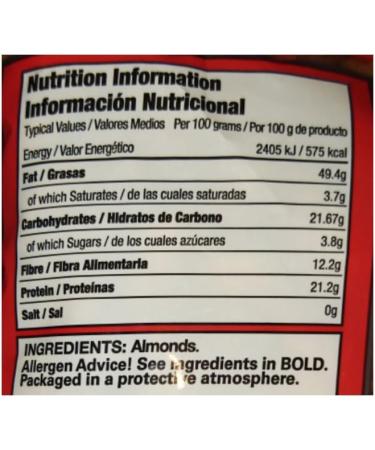 Nutrition Information
Información Nutricional
Typical Values / Valores Medios Per 100 grams / Por 100 g de producto
Energy / Valor Energético 2405 kJ / 575 kcal
Fat / Grasas 49.4g
of which Saturates / de las cuales saturadas 3.7g
Carbohydrates / Hidratos de Carbono 21.67g
of which Sugars / de los cuales azúcares 3.8g
Fibre / Fibra Alimentaria 12.2g
Protein / Proteínas 21.2g
Salt / Sal 0g
INGREDIENTS: Almonds.
Allergen Advice! See ingredients in BOLD.
Packaged in a protective atmosphere.